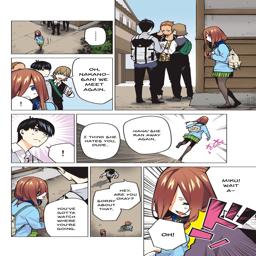 ...
OH,
NAKANO-
SAN! WE
MEET
AGAIN.
!
!
I THINK SHE
HATES YOU,
DUDE.
HAHA! SHE
RAN AWAY
AGAIN.
MIKU!
WAIT
A-
HEY,
ARE YOU
OKAY?
SORRY
ABOUT
THAT.
YOU'VE
GOTTA
WATCH
WHERE
YOU'RE
GOING.
OH!